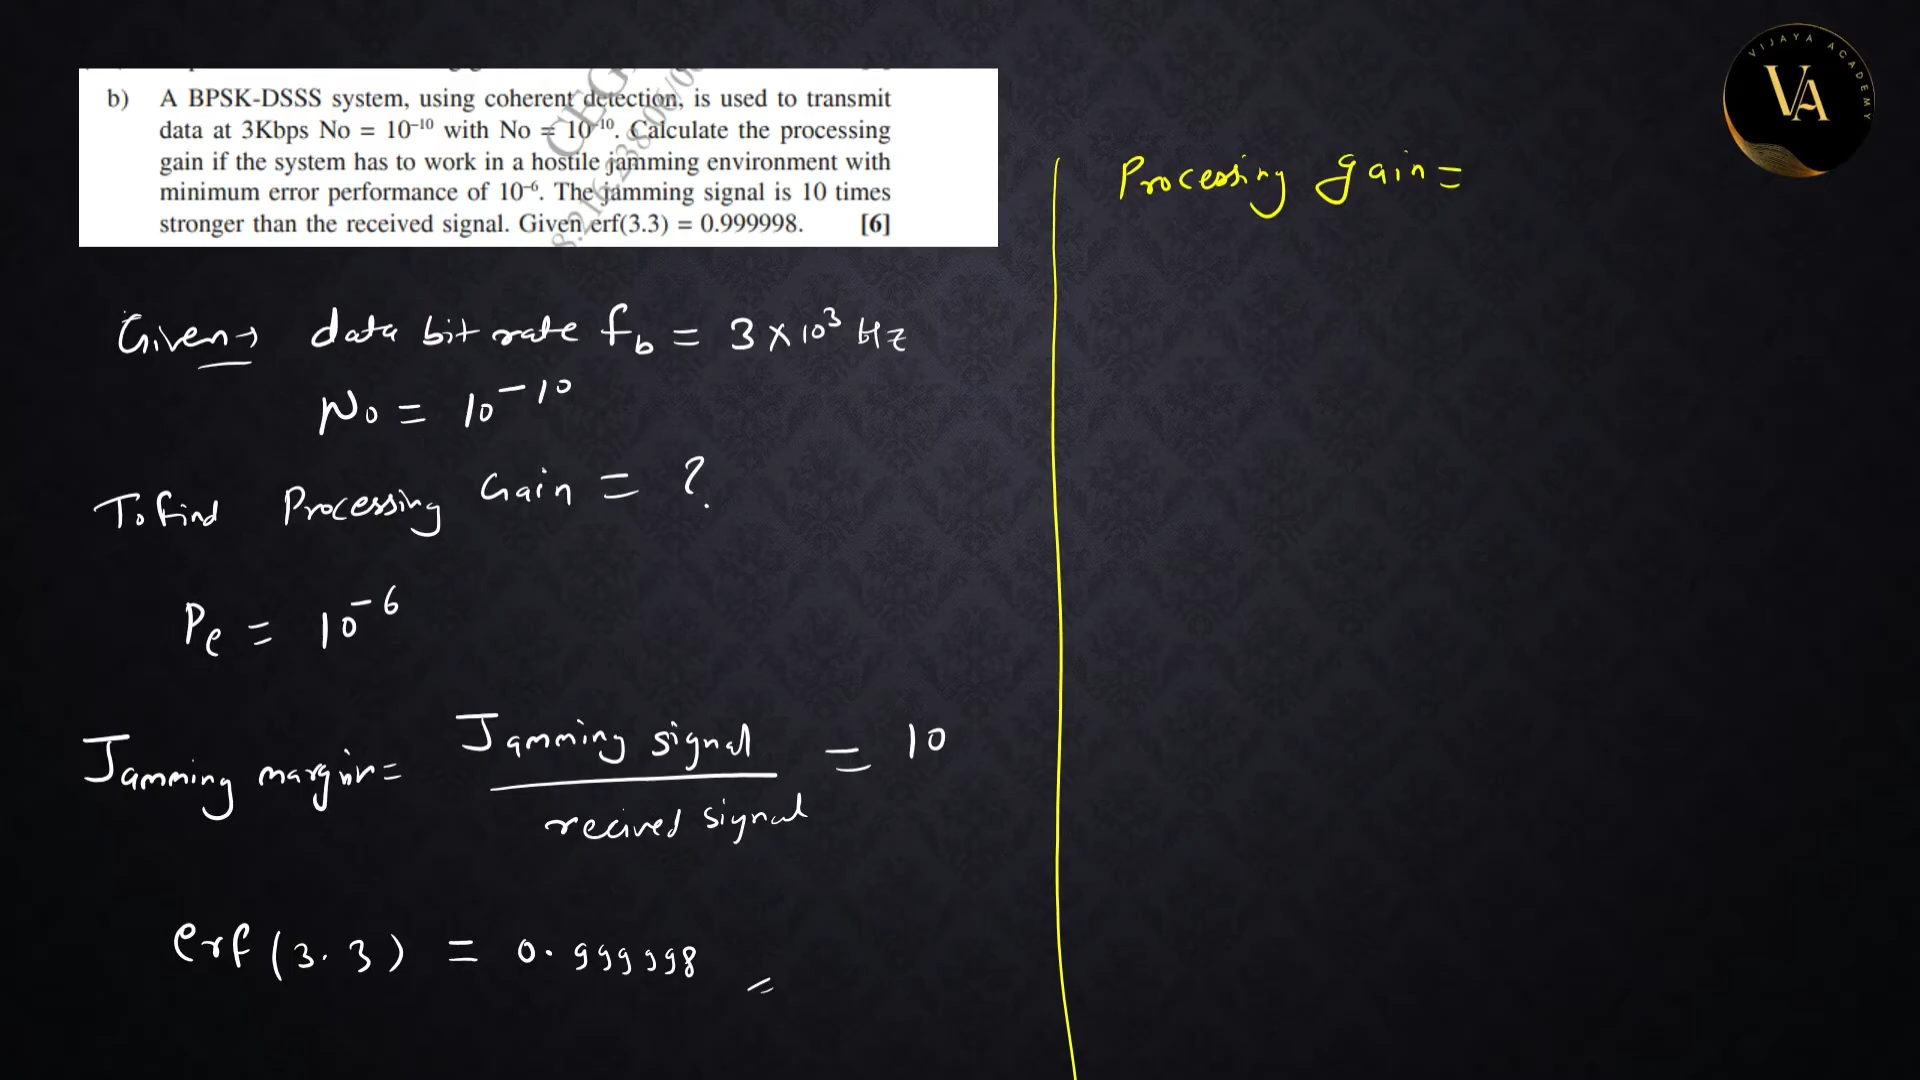 b) A BPSK-DSSS system, using coherent detection, is used to transmit
data at 3Kbps No = 10⁻¹⁰ with No = 10⁻¹⁰. Calculate the processing
gain if the system has to work in a hostile jamming environment with
minimum error performance of 10⁻⁶. The jamming signal is 10 times
stronger than the received signal. Given erf(3.3) = 0.999998. [6]
Given → data bit rate fb = 3 × 10³ Hz
No = 10⁻¹⁰
To find Processing Gain = ?
Pe = 10⁻⁶
Jamming margin = Jamming signal / recived signal = 10
erf (3.3) = 0.999998
Processing gain =
VIJAYA ACADEMY
VA